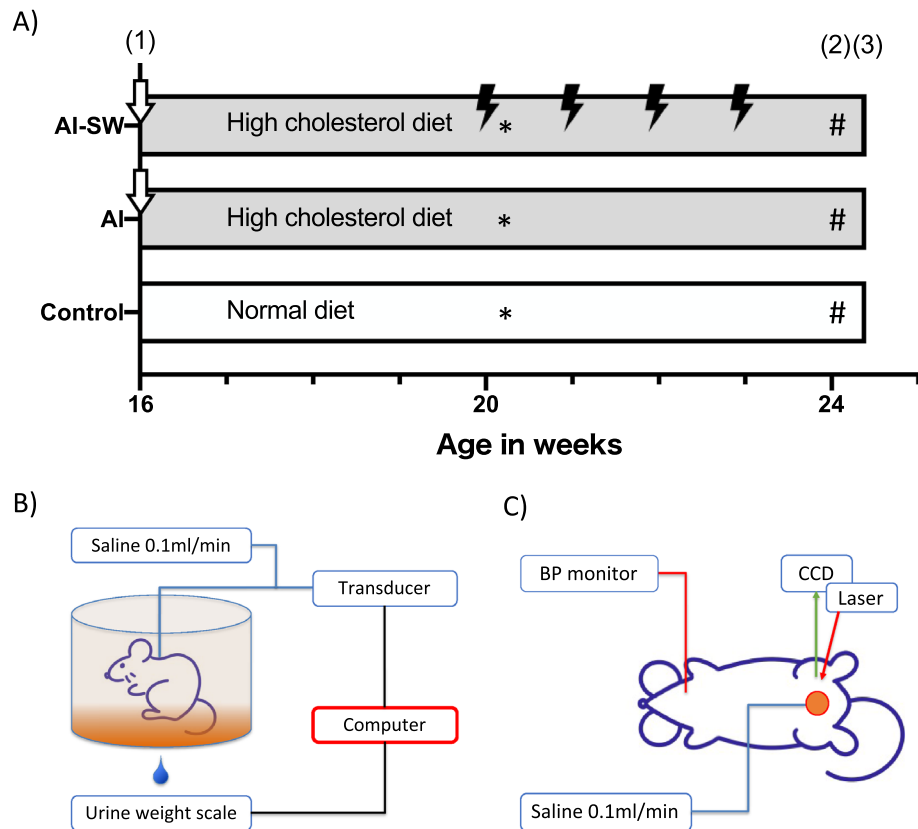 A)
(1) (2)(3)
AI-SW High cholesterol diet * #
AI High cholesterol diet * #
Control Normal diet * #
16 20 24
Age in weeks
B)
Saline 0.1ml/min
Transducer
Computer
Urine weight scale
C)
BP monitor
CCD
Laser
Saline 0.1ml/min